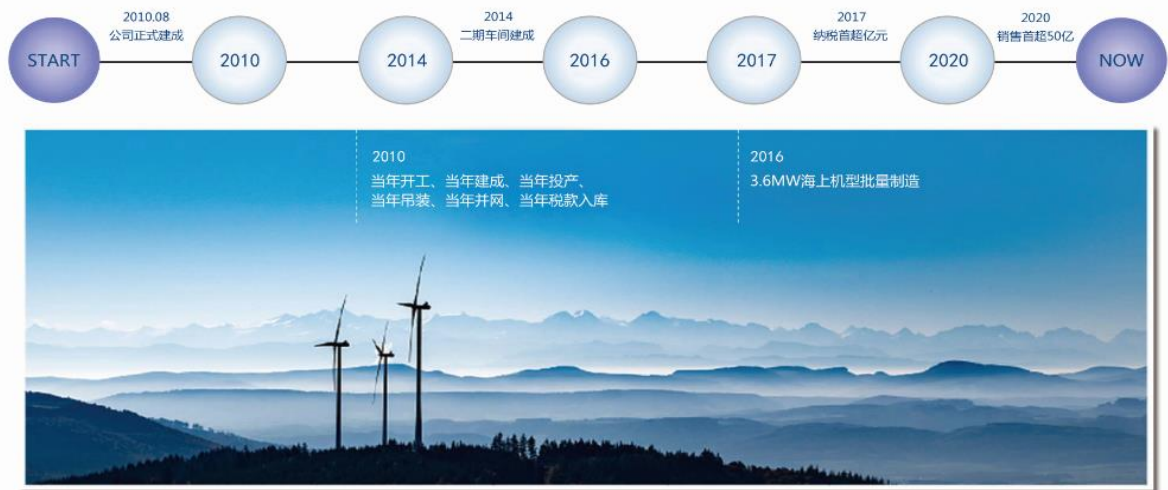 2010.08
公司正式建成
2014
二期车间建成
2017
纳税首超亿元
2020
销售首超50亿
START
2010
2014
2016
2017
2020
NOW
2010
当年开工、当年建成、当年投产、
当年吊装、当年并网、当年税款入库
2016
3.6MW海上机型批量制造